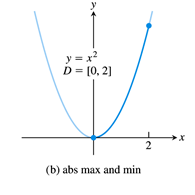 y
y = x²
D = [0, 2]
2
x
(b) abs max and min